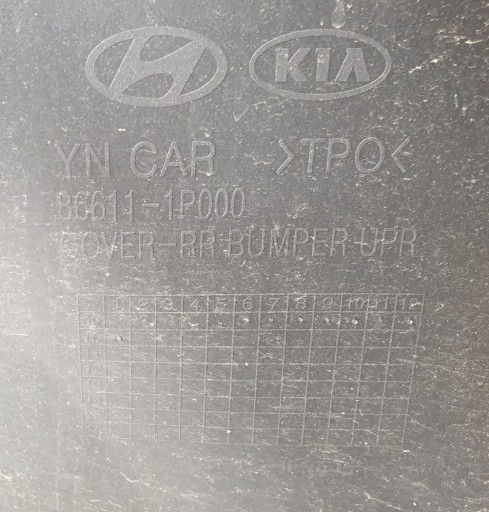 KIA
YN CAR >TPO<
86611-1P000
COVER-RR BUMPER UPR
1 2 3 4 5 6 7 8 9 10 11 12